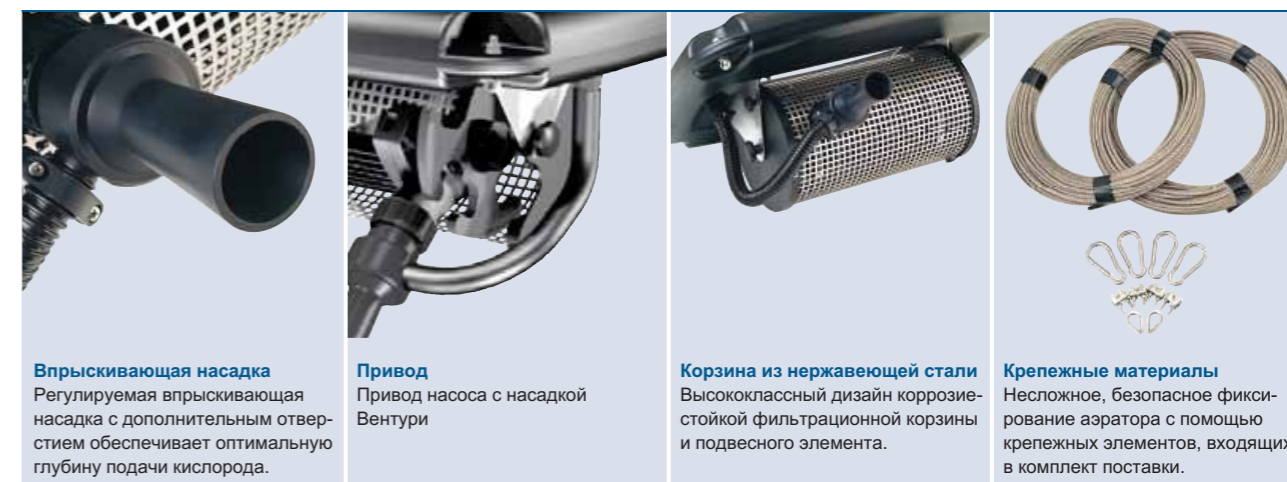 Впрыскивающая насадка
Регулируемая впрыскивающая
насадка с дополнительным отвер-
стием обеспечивает оптимальную
глубину подачи кислорода.
Привод
Привод насоса с насадкой
Вентури
Корзина из нержавеющей стали
Высококлассный дизайн коррозие-
стойкой фильтрационной корзины
и подвесного элемента.
Крепежные материалы
Несложное, безопасное фикси-
рование аэратора с помощью
крепежных элементов, входящих
в комплект поставки.